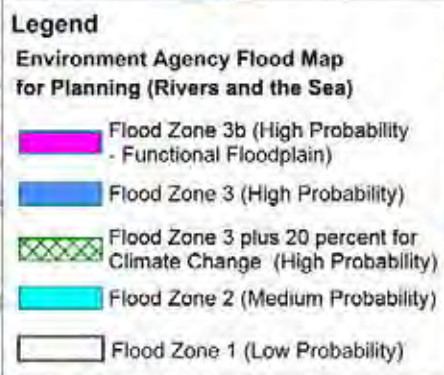 Legend
Environment Agency Flood Map
for Planning (Rivers and the Sea)
Flood Zone 3b (High Probability
- Functional Floodplain)
Flood Zone 3 (High Probability)
Flood Zone 3 plus 20 percent for
Climate Change (High Probability)
Flood Zone 2 (Medium Probability)
Flood Zone 1 (Low Probability)